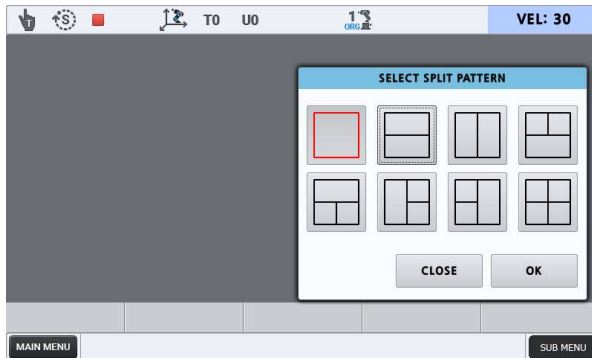 T
S
T0
U0
1
ORG
VEL: 30
SELECT SPLIT PATTERN
CLOSE
OK
MAIN MENU
SUB MENU